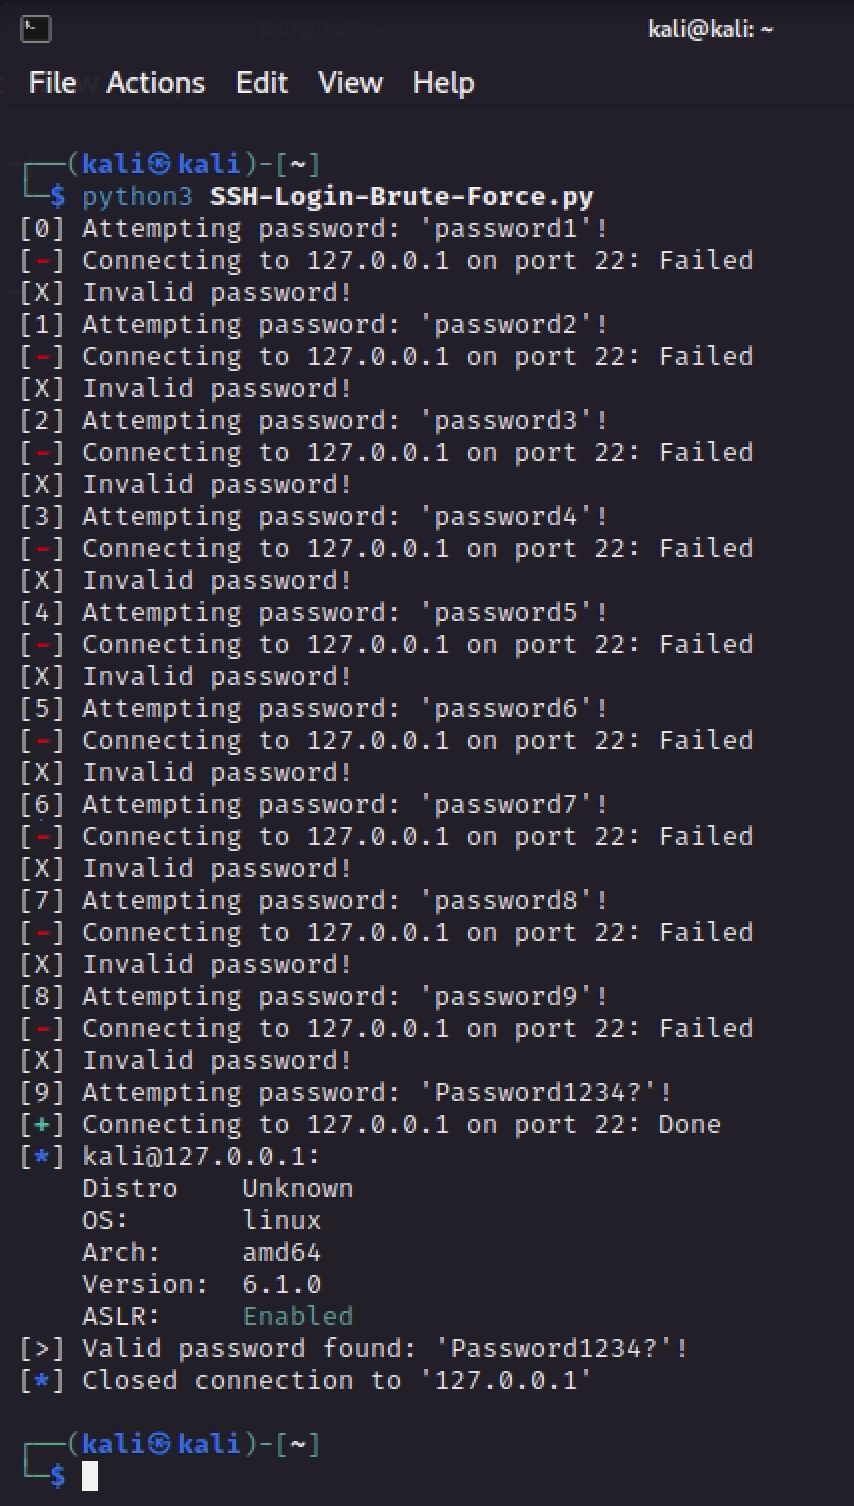 kali@kali: ~
File Actions Edit View Help
┌──(kali㉿kali)-[~]
└─$ python3 SSH-Login-Brute-Force.py
[0] Attempting password: 'password1'!
[-] Connecting to 127.0.0.1 on port 22: Failed
[X] Invalid password!
[1] Attempting password: 'password2'!
[-] Connecting to 127.0.0.1 on port 22: Failed
[X] Invalid password!
[2] Attempting password: 'password3'!
[-] Connecting to 127.0.0.1 on port 22: Failed
[X] Invalid password!
[3] Attempting password: 'password4'!
[-] Connecting to 127.0.0.1 on port 22: Failed
[X] Invalid password!
[4] Attempting password: 'password5'!
[-] Connecting to 127.0.0.1 on port 22: Failed
[X] Invalid password!
[5] Attempting password: 'password6'!
[-] Connecting to 127.0.0.1 on port 22: Failed
[X] Invalid password!
[6] Attempting password: 'password7'!
[-] Connecting to 127.0.0.1 on port 22: Failed
[X] Invalid password!
[7] Attempting password: 'password8'!
[-] Connecting to 127.0.0.1 on port 22: Failed
[X] Invalid password!
[8] Attempting password: 'password9'!
[-] Connecting to 127.0.0.1 on port 22: Failed
[X] Invalid password!
[9] Attempting password: 'Password1234?'!
[+] Connecting to 127.0.0.1 on port 22: Done
[*] kali@127.0.0.1:
    Distro    Unknown
    OS:       linux
    Arch:     amd64
    Version:  6.1.0
    ASLR:     Enabled
[>] Valid password found: 'Password1234?'!
[*] Closed connection to '127.0.0.1'
┌──(kali㉿kali)-[~]
└─$